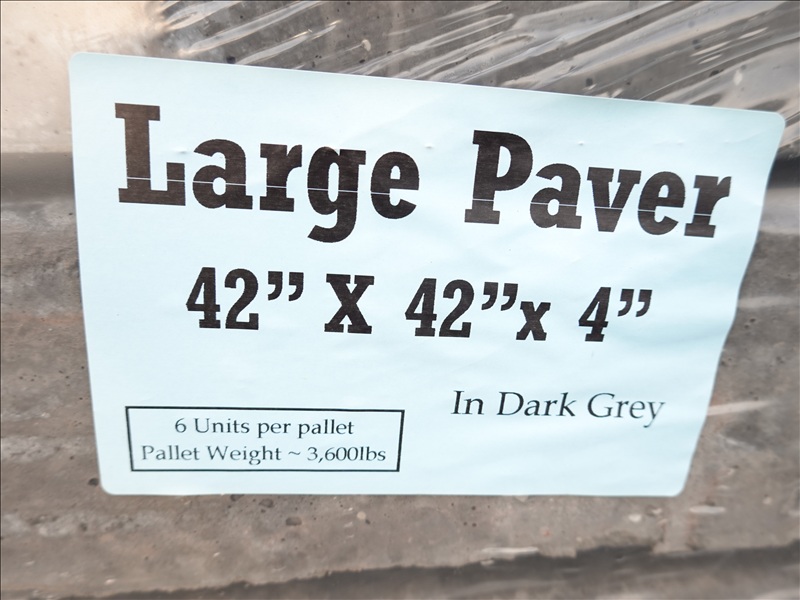 Large Paver
42” X 42”x 4”
In Dark Grey
6 Units per pallet
Pallet Weight ~ 3,600lbs